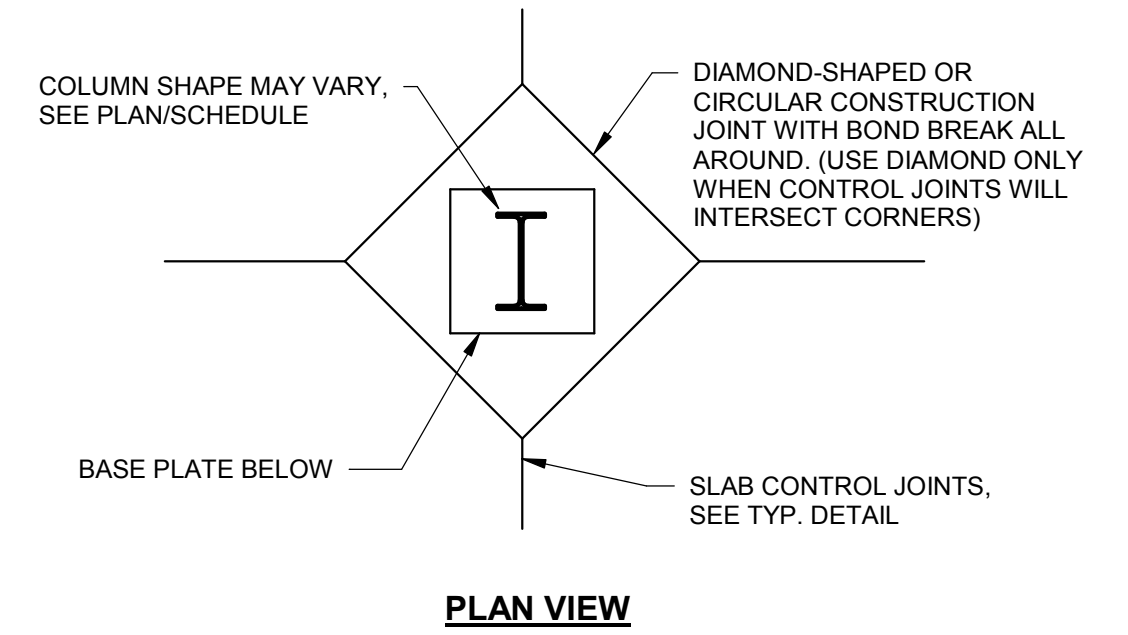 COLUMN SHAPE MAY VARY,
SEE PLAN/SCHEDULE
DIAMOND-SHAPED OR
CIRCULAR CONSTRUCTION
JOINT WITH BOND BREAK ALL
AROUND. (USE DIAMOND ONLY
WHEN CONTROL JOINTS WILL
INTERSECT CORNERS)
BASE PLATE BELOW
SLAB CONTROL JOINTS,
SEE TYP. DETAIL
PLAN VIEW